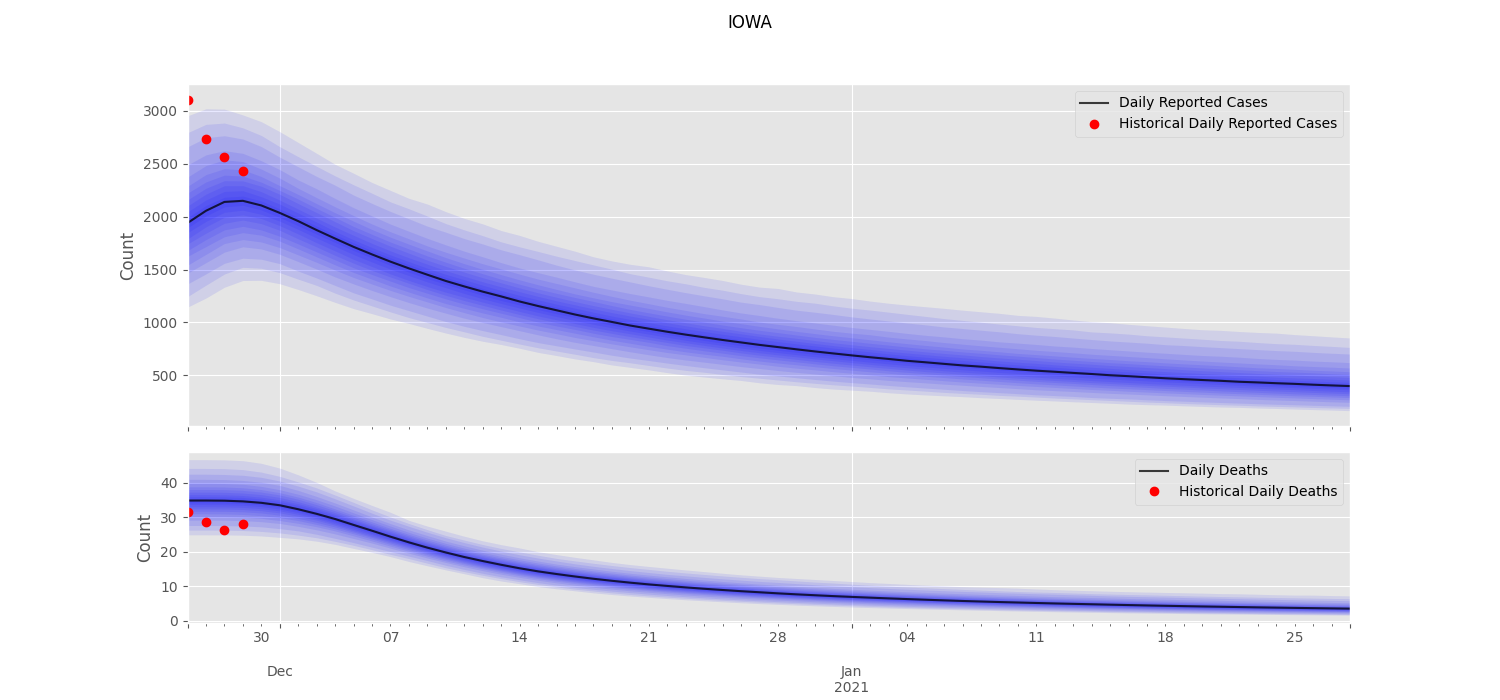 IOWA
Daily Reported Cases
Historical Daily Reported Cases
Count
3000
2500
2000
1500
1000
500
Daily Deaths
Historical Daily Deaths
Count
40
30
20
10
0
30 07 14 21 28 04 11 18 25
Dec Jan
2021